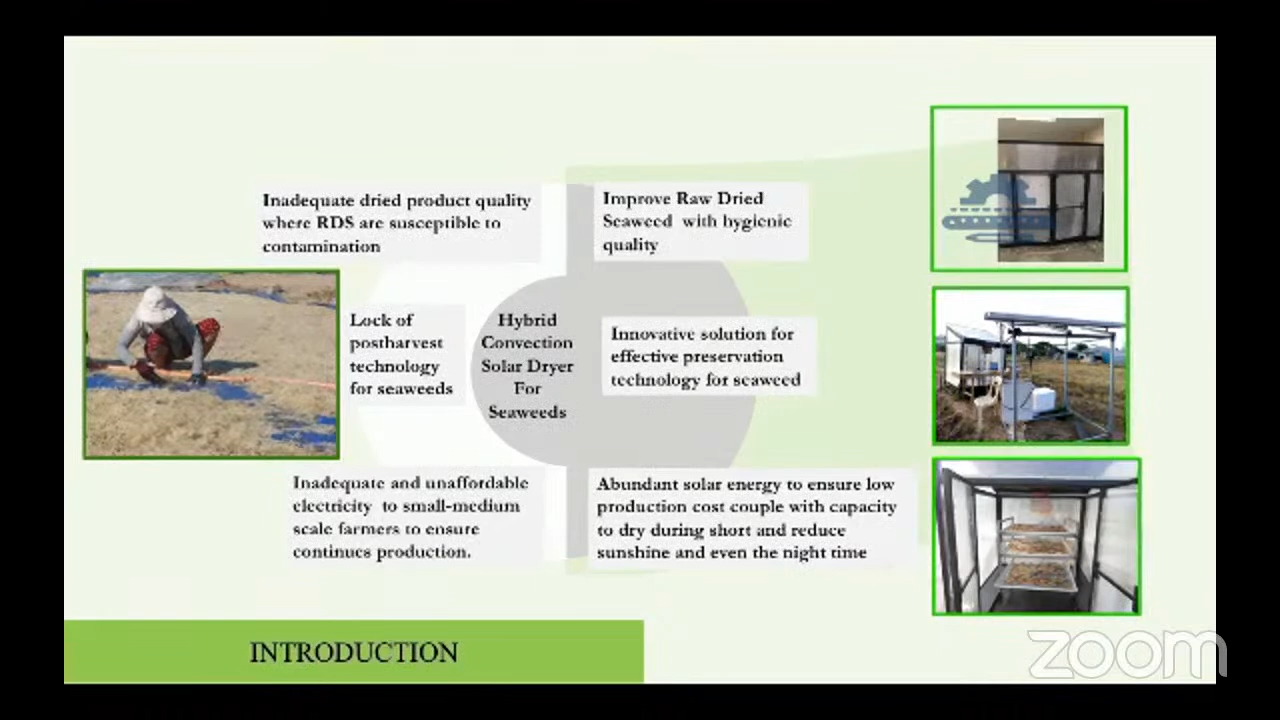 Inadequate dried product quality
where RDS are susceptible to
contamination
Improve Raw Dried
Seaweed with hygienic
quality
Lock of
postharvest
technology
for seaweeds
Hybrid
Convection
Solar Dryer
For
Seaweeds
Innovative solution for
effective preservation
technology for seaweed
Inadequate and unaffordable
electricity to small-medium
scale farmers to ensure
continues production.
Abundant solar energy to ensure low
production cost couple with capacity
to dry during short and reduce
sunshine and even the night time
INTRODUCTION
zoom